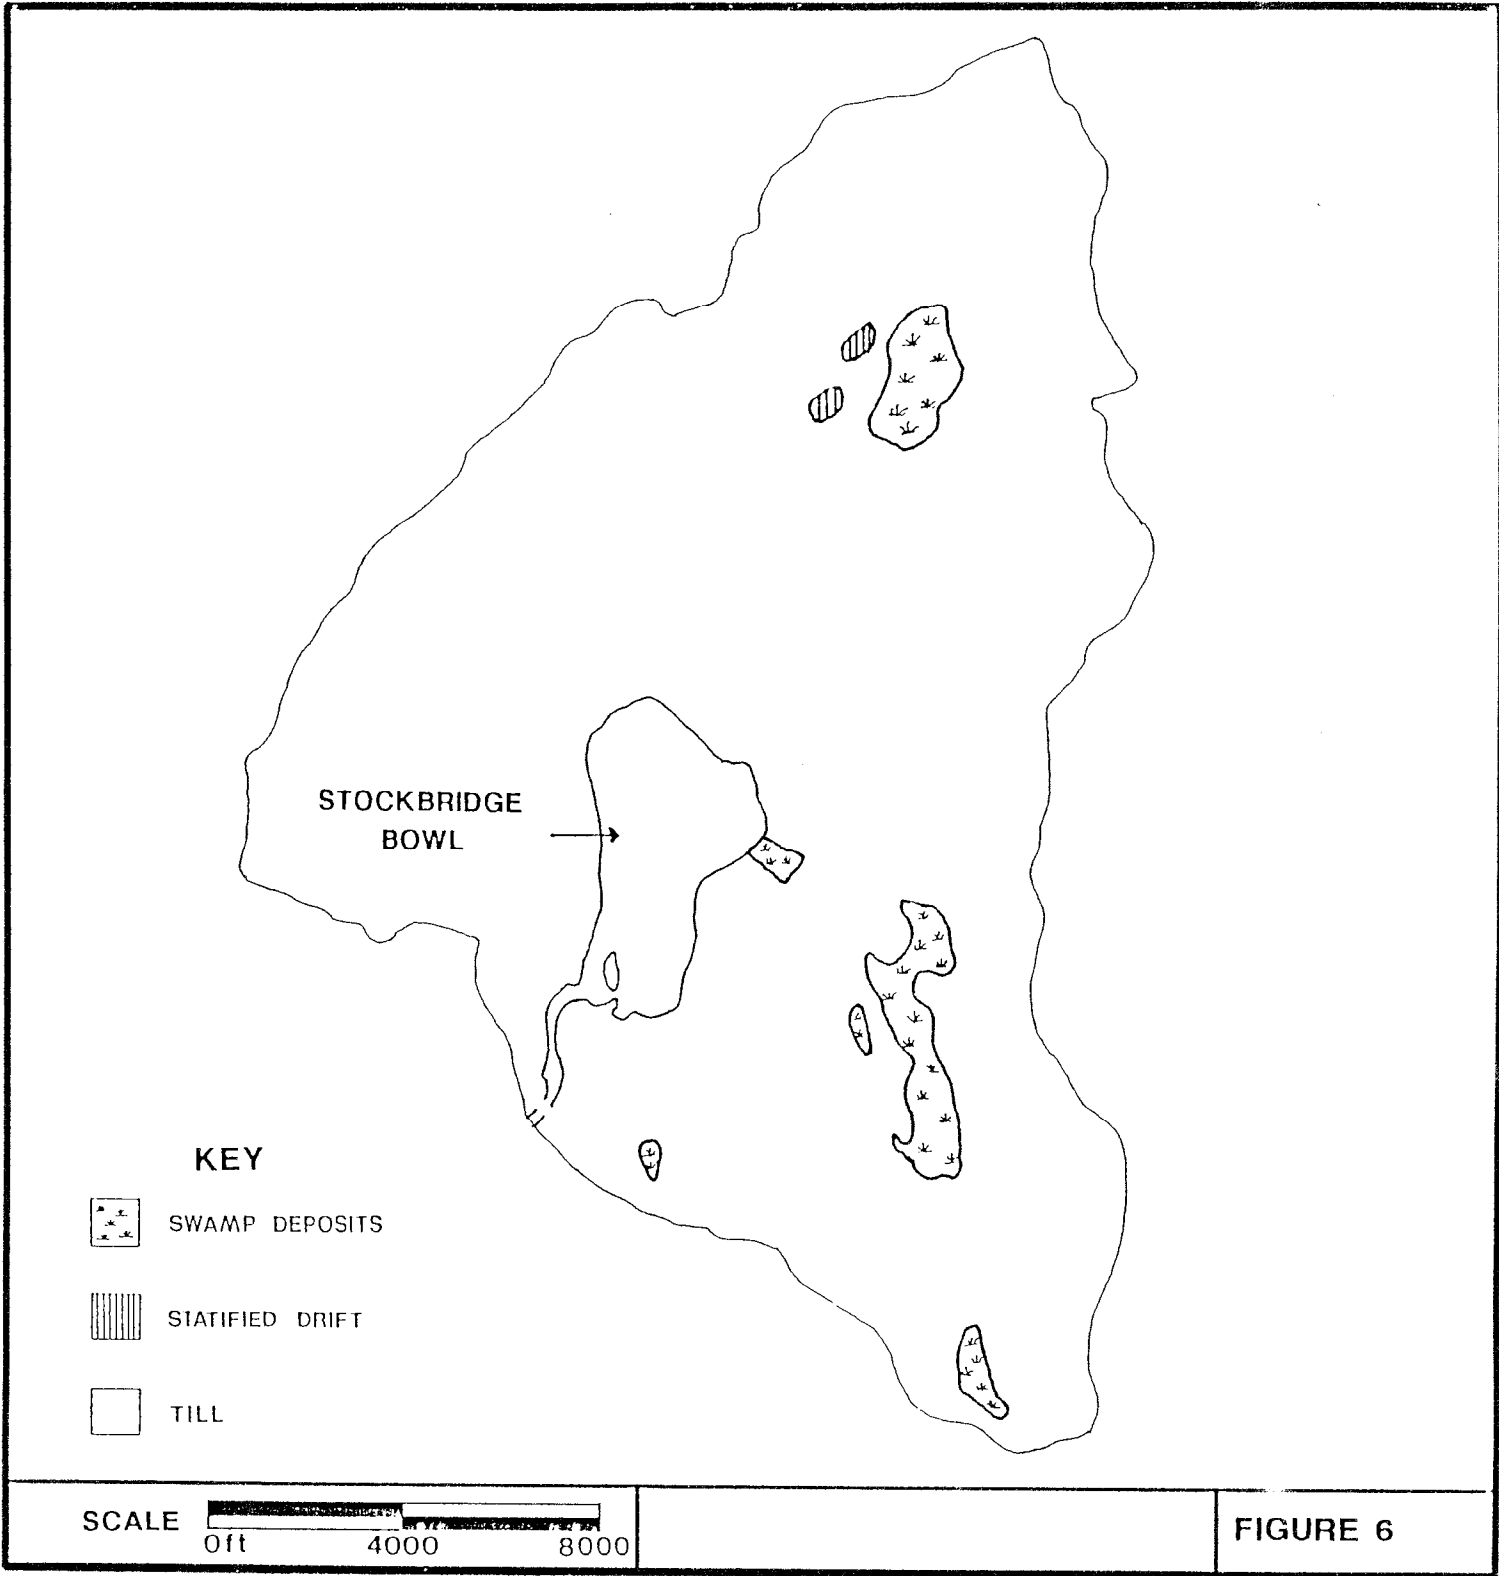 STOCKBRIDGE
BOWL
KEY
SWAMP DEPOSITS
STATIFIED DRIFT
TILL
SCALE
0ft 4000 8000
FIGURE 6